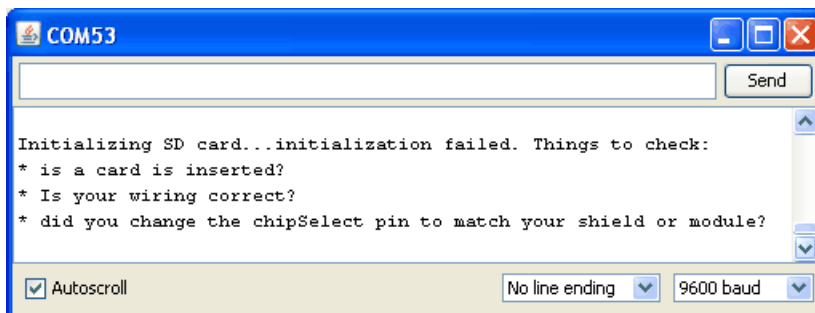 COM53
Send
Initializing SD card...initialization failed. Things to check:
* is a card is inserted?
* Is your wiring correct?
* did you change the chipSelect pin to match your shield or module?
Autoscroll
No line ending
9600 baud